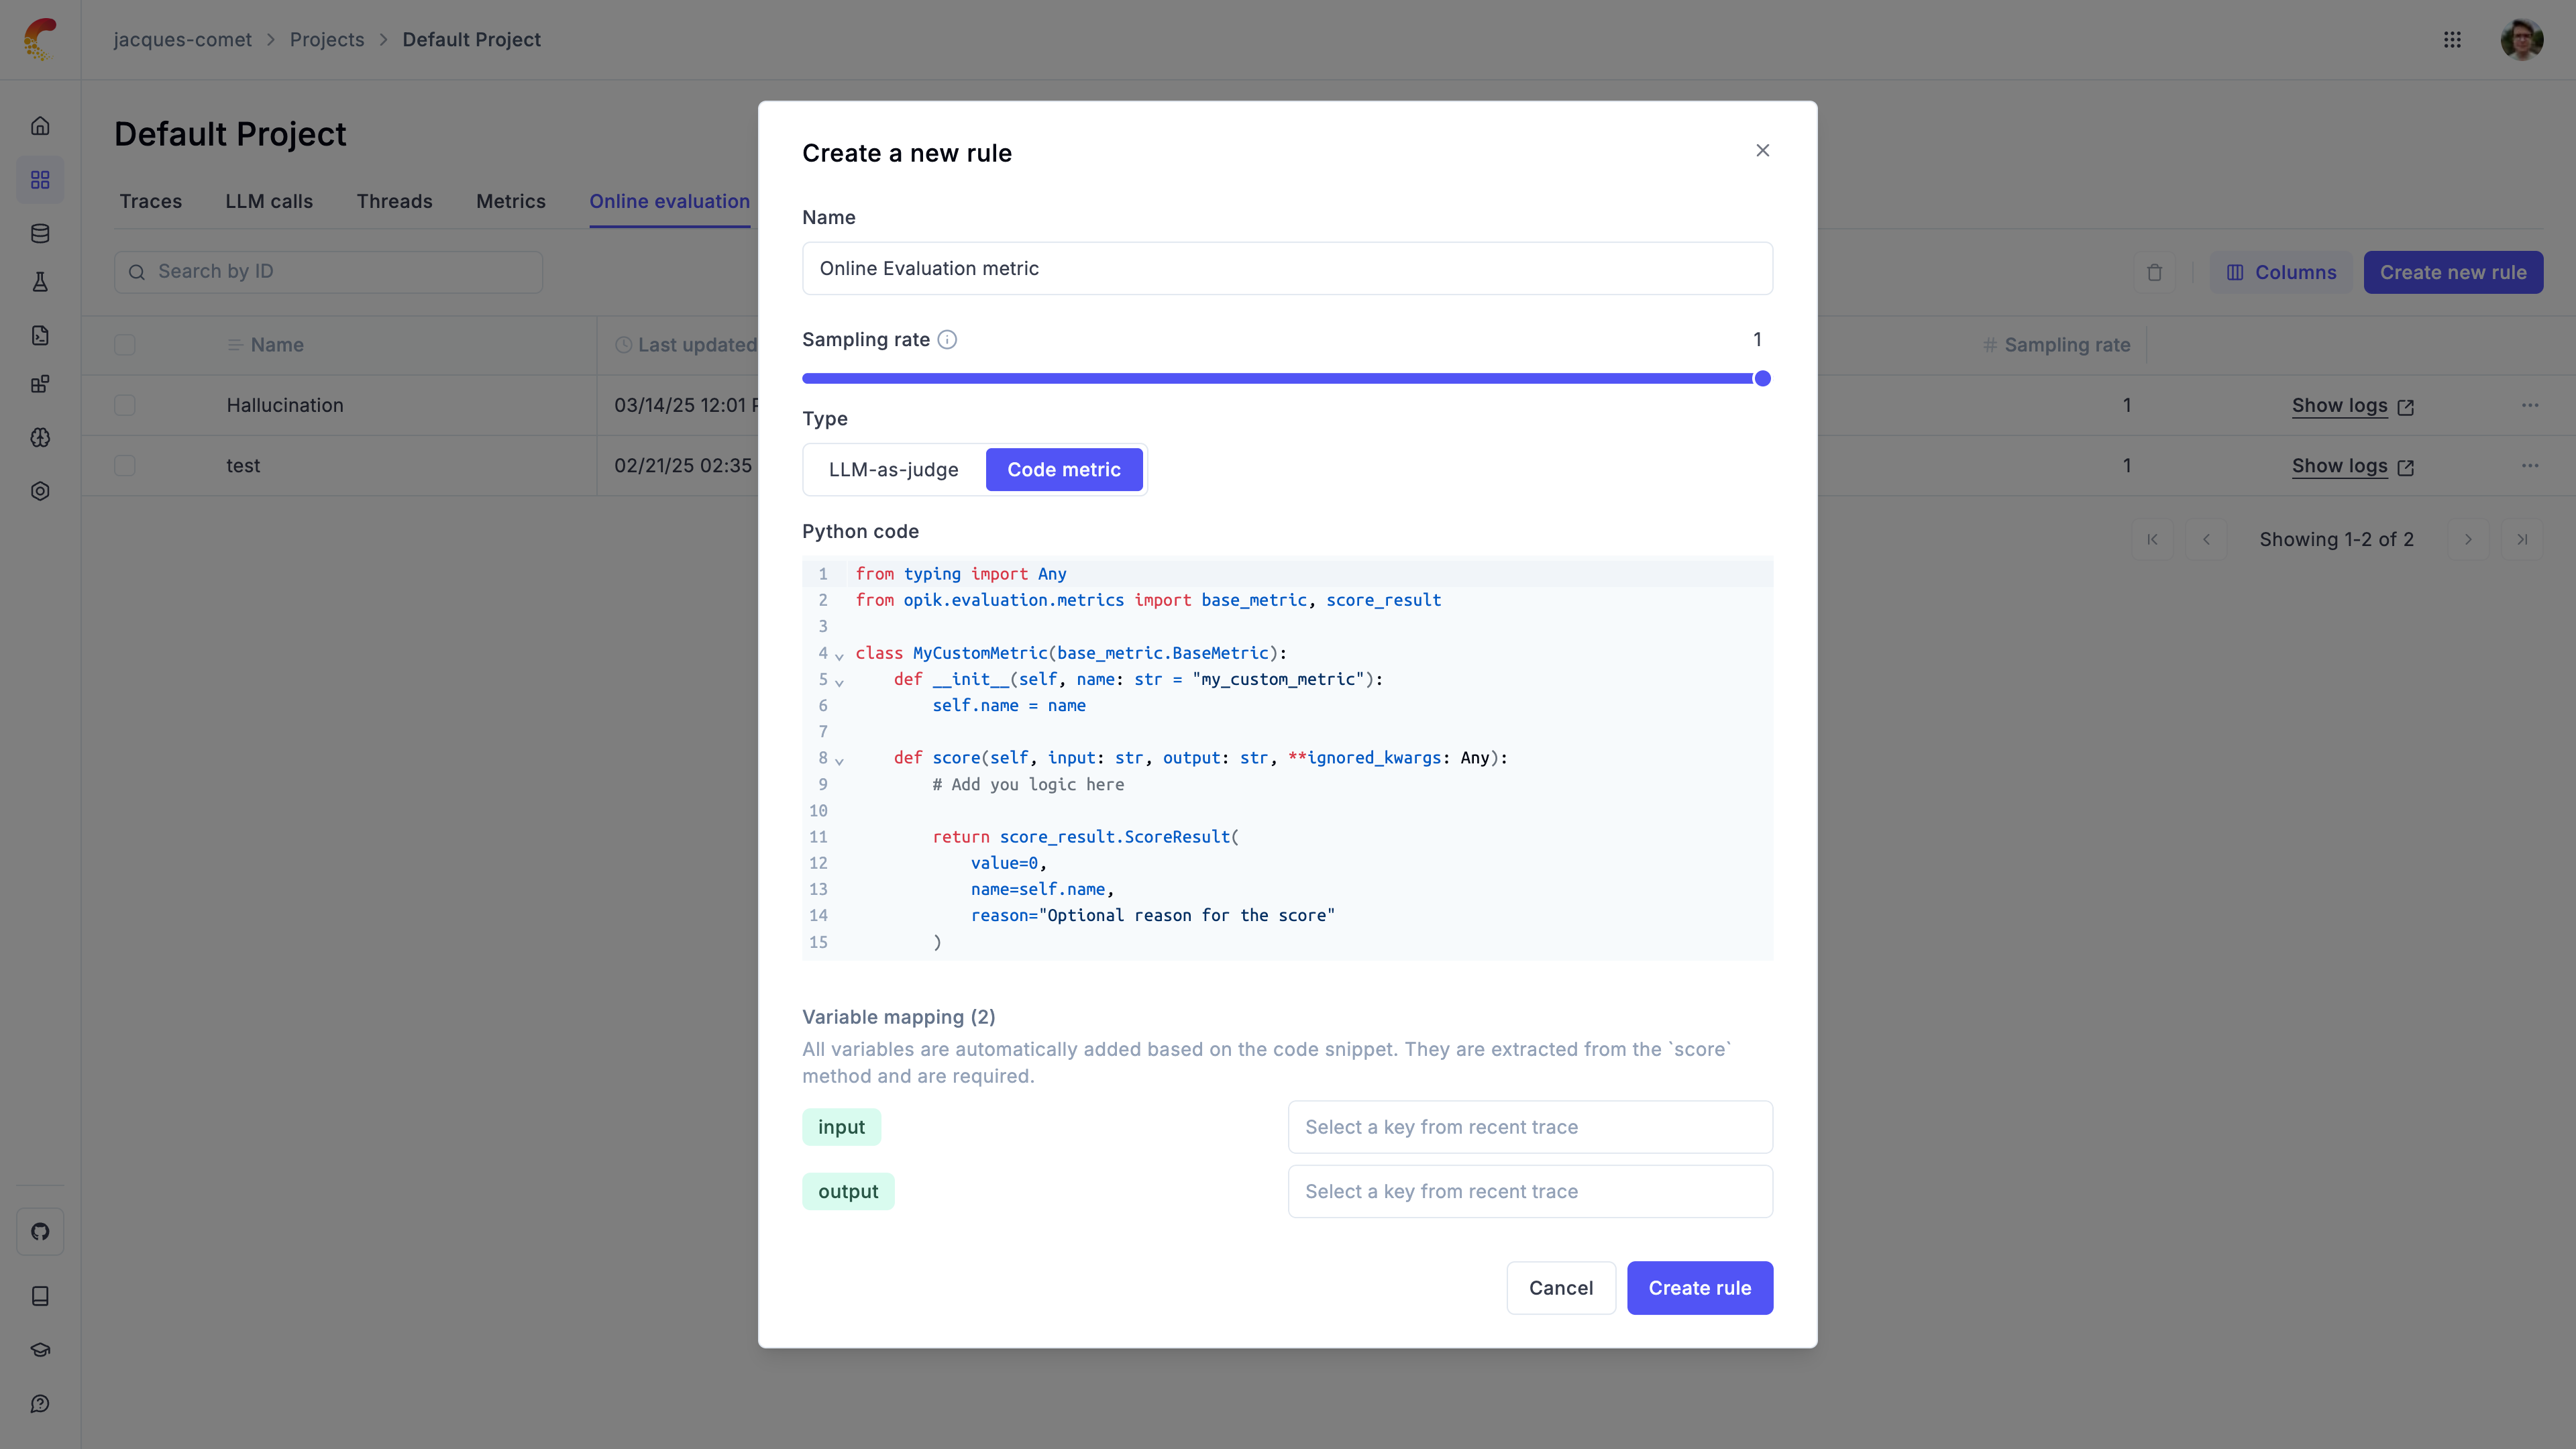 jacques-comet > Projects > Default Project
Default Project
Traces LLM calls Threads Metrics Online evaluation
Search by ID
Columns
Create new rule
Name Last updated # Sampling rate
Hallucination 03/14/25 12:01 1 Show logs ...
test 02/21/25 02:35 1 Show logs ...
Showing 1-2 of 2
Create a new rule
Name
Online Evaluation metric
Sampling rate 1
Type
LLM-as-judge Code metric
Python code
1 from typing import Any
2 from opik.evaluation.metrics import base_metric, score_result
3
4 class MyCustomMetric(base_metric.BaseMetric):
5     def __init__(self, name: str = "my_custom_metric"):
6         self.name = name
7
8     def score(self, input: str, output: str, **ignored_kwargs: Any):
9         # Add you logic here
10
11         return score_result.ScoreResult(
12             value=0,
13             name=self.name,
14             reason="Optional reason for the score"
15         )
Variable mapping (2)
All variables are automatically added based on the code snippet. They are extracted from the `score`
method and are required.
input Select a key from recent trace
output Select a key from recent trace
Cancel Create rule